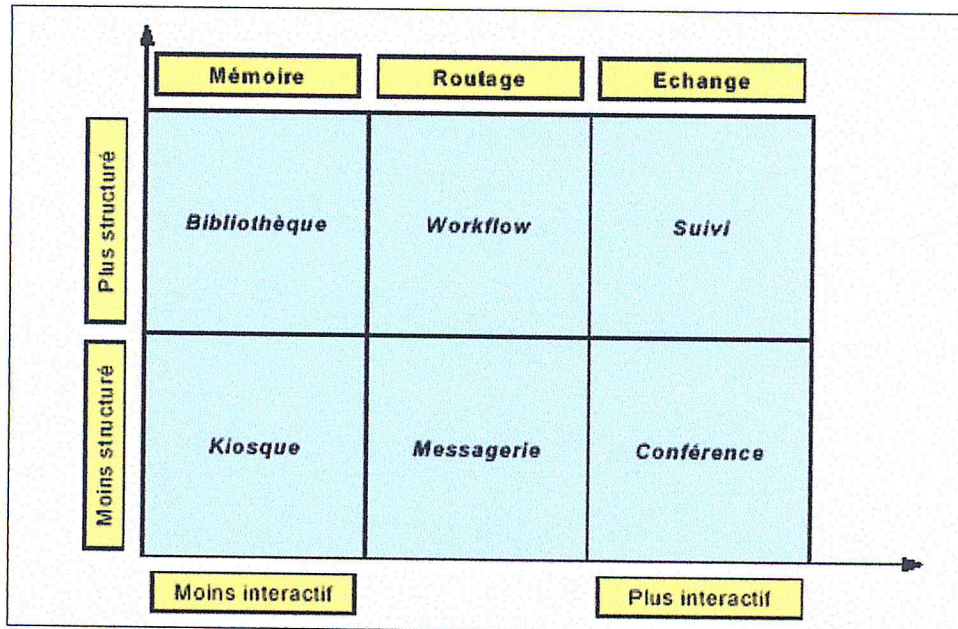 Mémoire Routage Echange
Plus structuré
Bibliothèque Workflow Suivi
Moins structuré
Kiosque Messagerie Conférence
Moins interactif Plus interactif